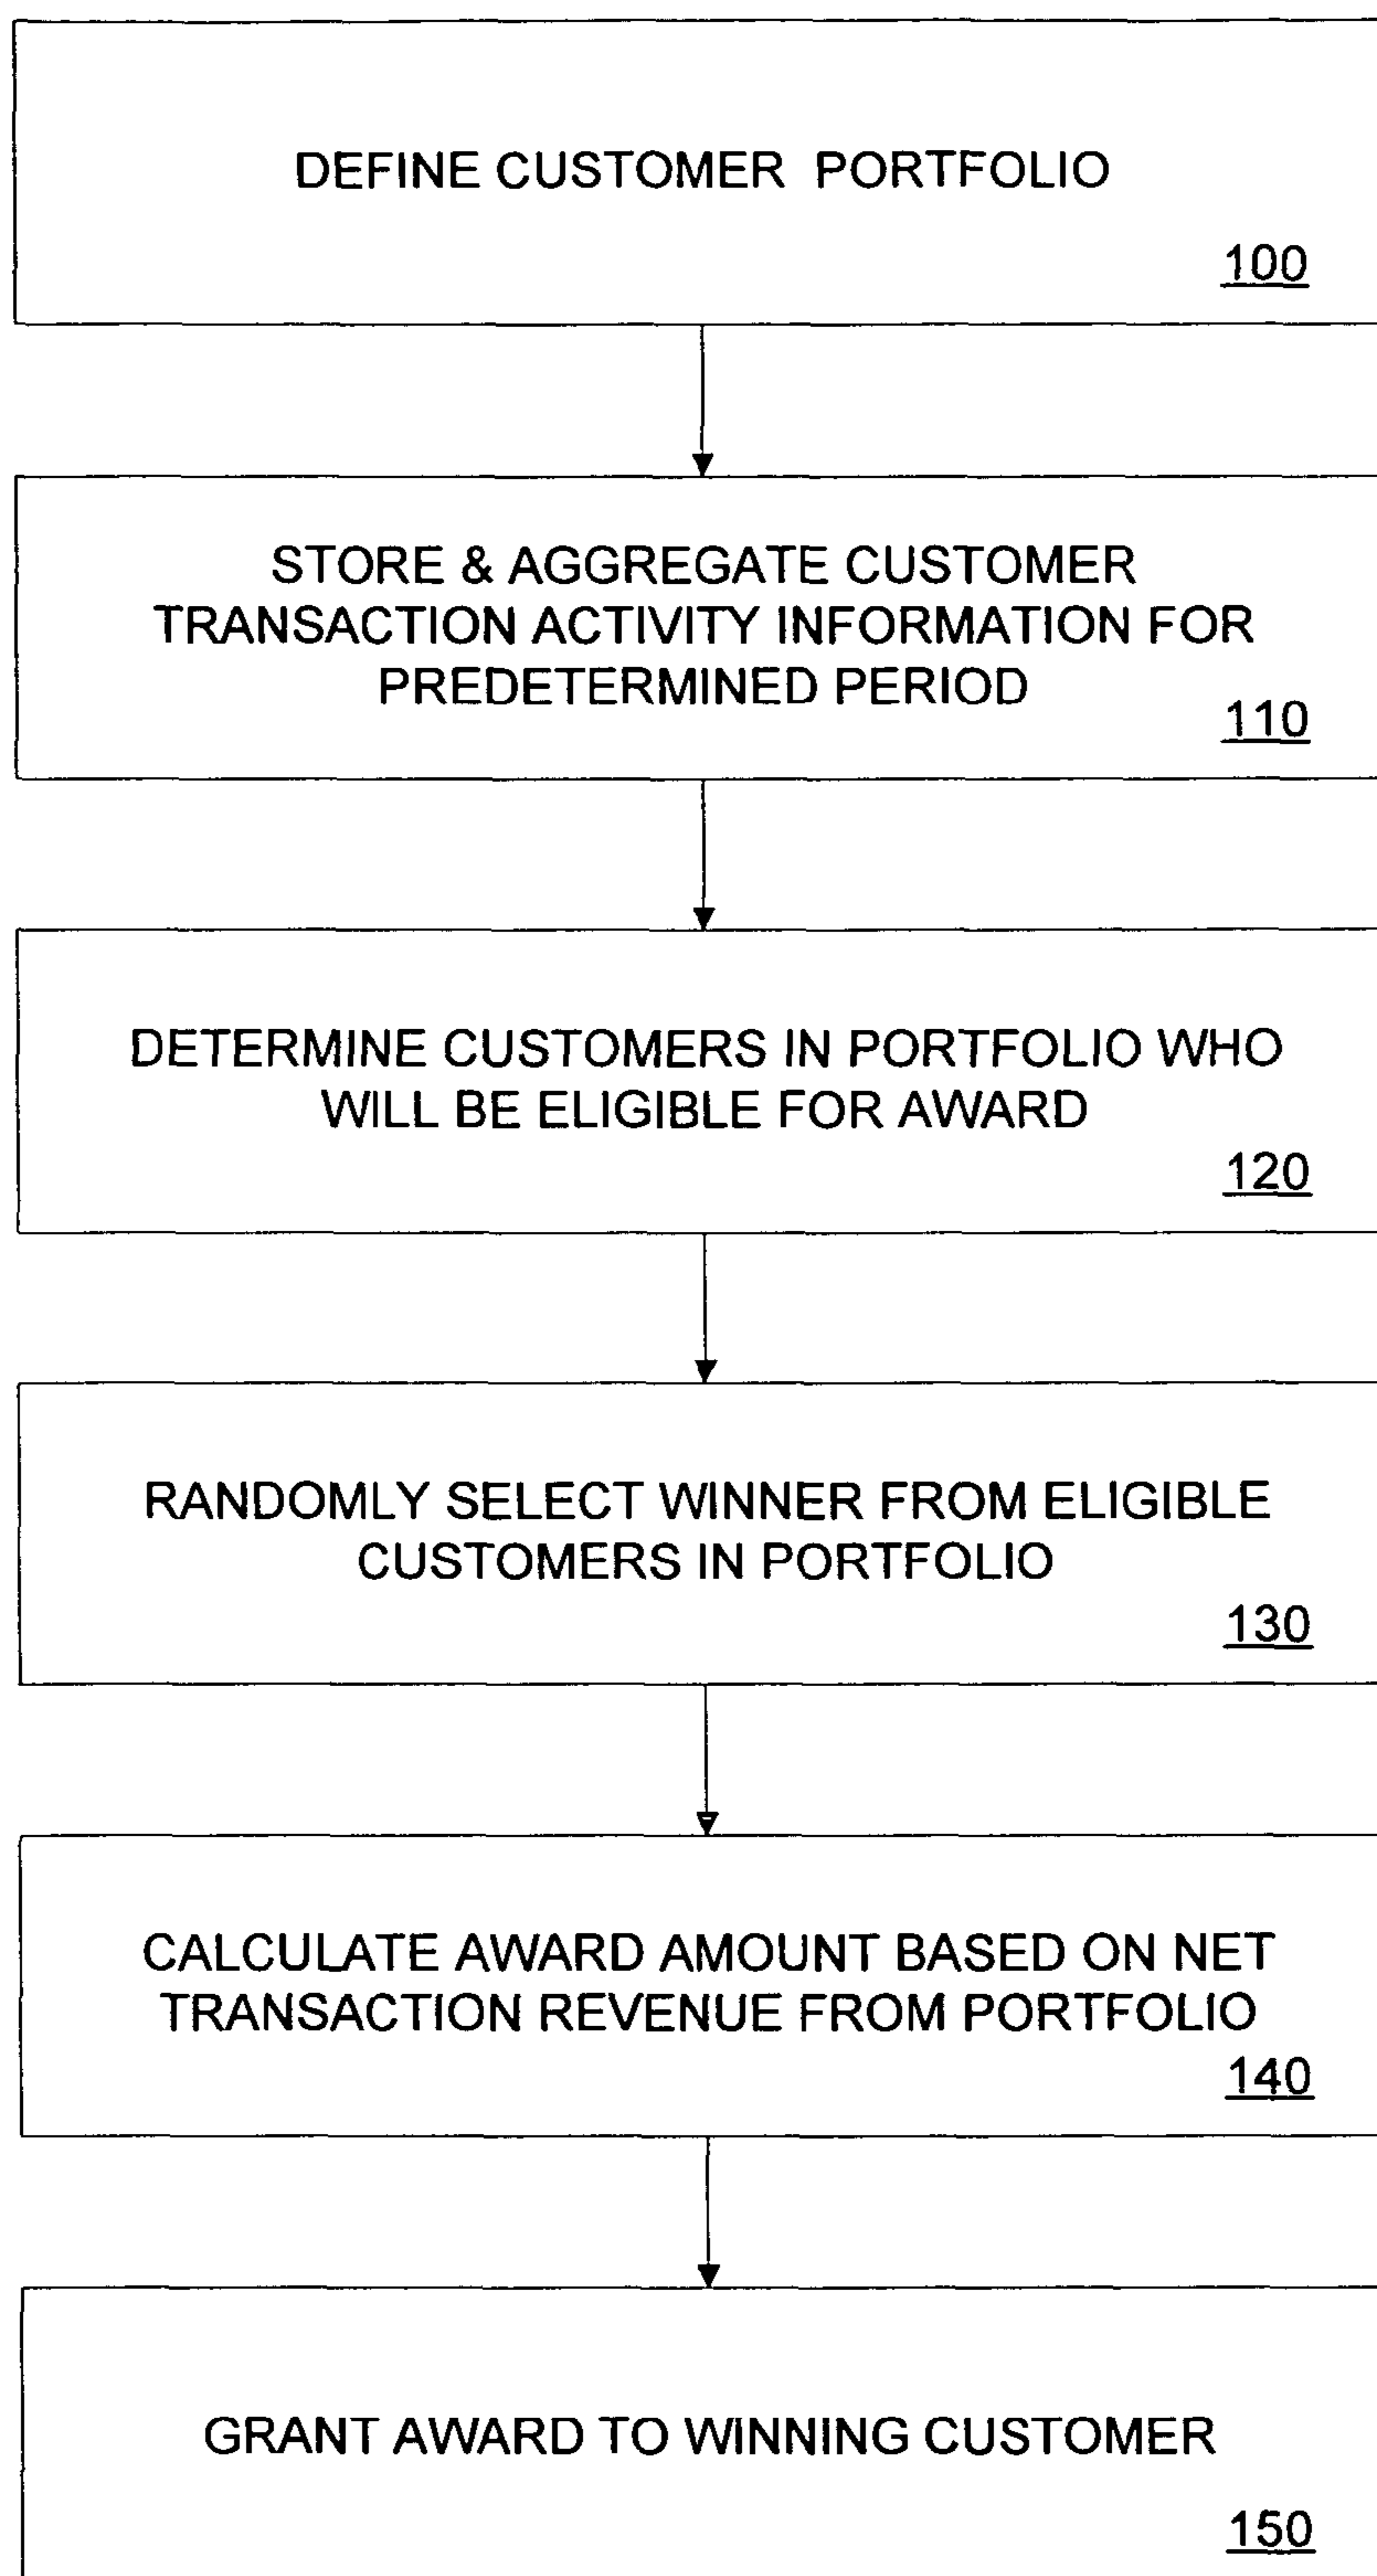 DEFINE CUSTOMER PORTFOLIO
100
STORE & AGGREGATE CUSTOMER
TRANSACTION ACTIVITY INFORMATION FOR
PREDETERMINED PERIOD
110
DETERMINE CUSTOMERS IN PORTFOLIO WHO
WILL BE ELIGIBLE FOR AWARD
120
RANDOMLY SELECT WINNER FROM ELIGIBLE
CUSTOMERS IN PORTFOLIO
130
CALCULATE AWARD AMOUNT BASED ON NET
TRANSACTION REVENUE FROM PORTFOLIO
140
GRANT AWARD TO WINNING CUSTOMER
150